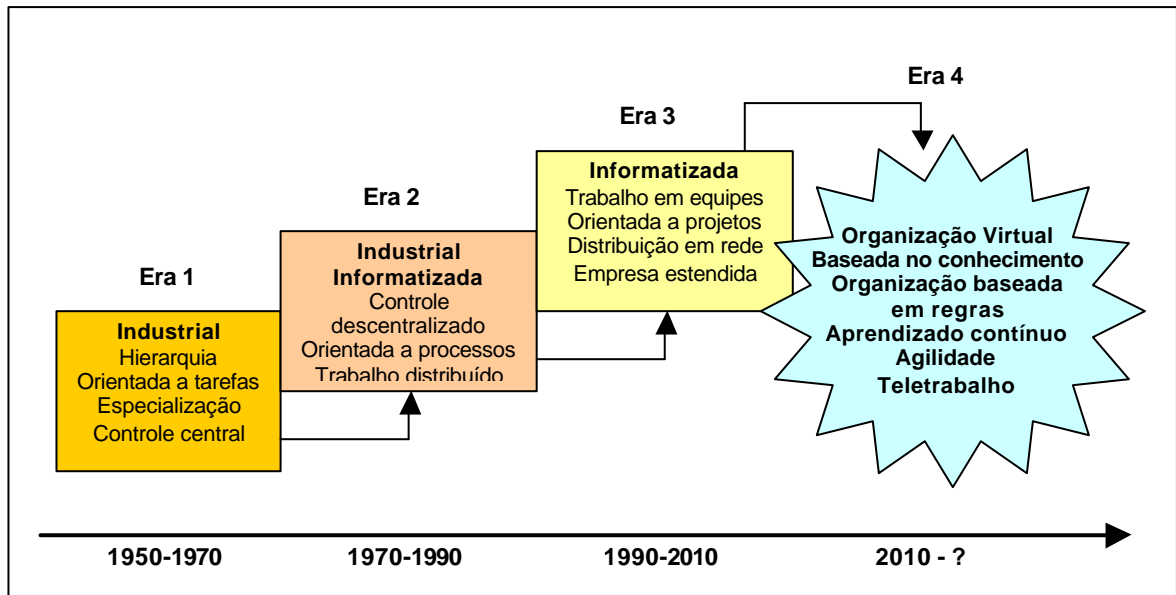 Era 1
Industrial
Hierarquia
Orientada a tarefas
Especialização
Controle central
Era 2
Industrial
Informatizada
Controle
descentralizado
Orientada a processos
Trabalho distribuído
Era 3
Informatizada
Trabalho em equipes
Orientada a projetos
Distribuição em rede
Empresa estendida
Era 4
Organização Virtual
Baseada no conhecimento
Organização baseada
em regras
Aprendizado contínuo
Agilidade
Teletrabalho
1950-1970
1970-1990
1990-2010
2010 - ?